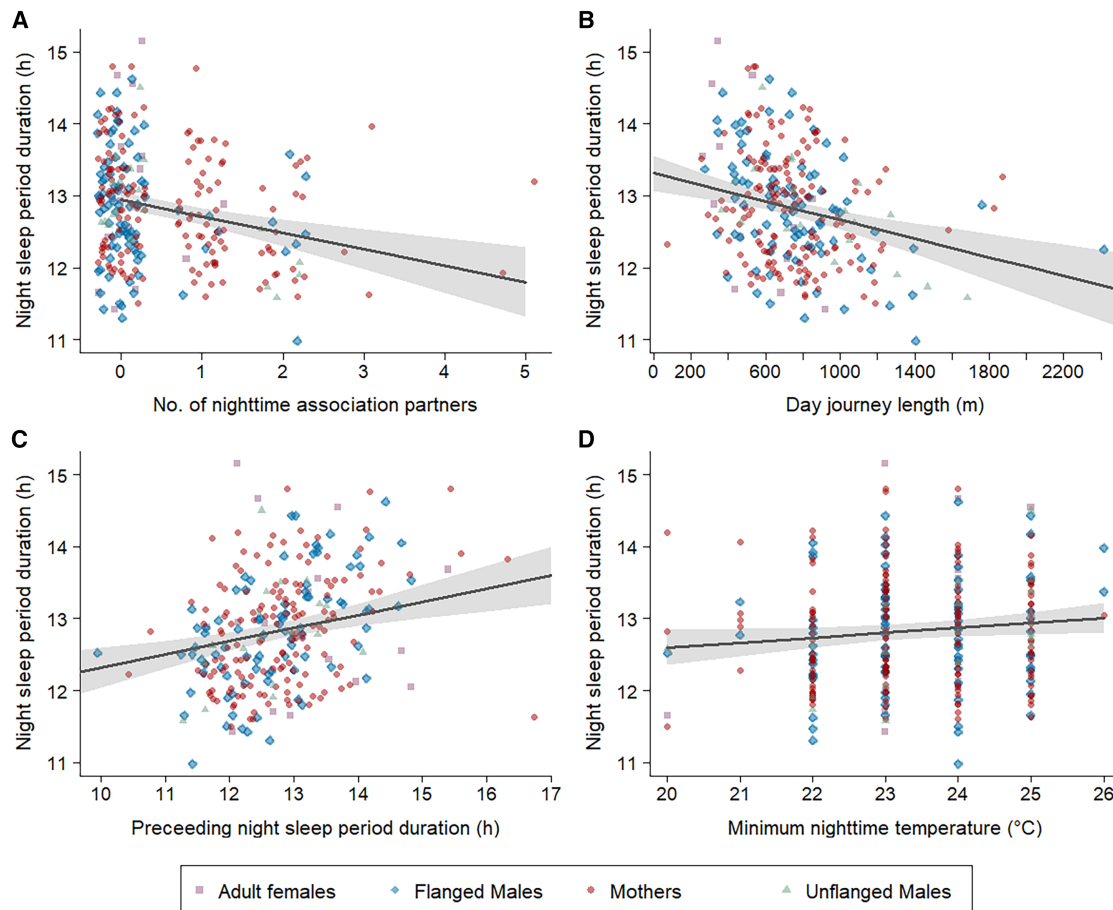 A
Night sleep period duration (h)
15
14
13
12
11
0 1 2 3 4 5
No. of nighttime association partners
B
Night sleep period duration (h)
15
14
13
12
11
0 200 600 1000 1400 1800 2200
Day journey length (m)
C
Night sleep period duration (h)
15
14
13
12
11
10 11 12 13 14 15 16 17
Preceeding night sleep period duration (h)
D
Night sleep period duration (h)
15
14
13
12
11
20 21 22 23 24 25 26
Minimum nighttime temperature (°C)
Adult females Flanged Males Mothers Unflanged Males